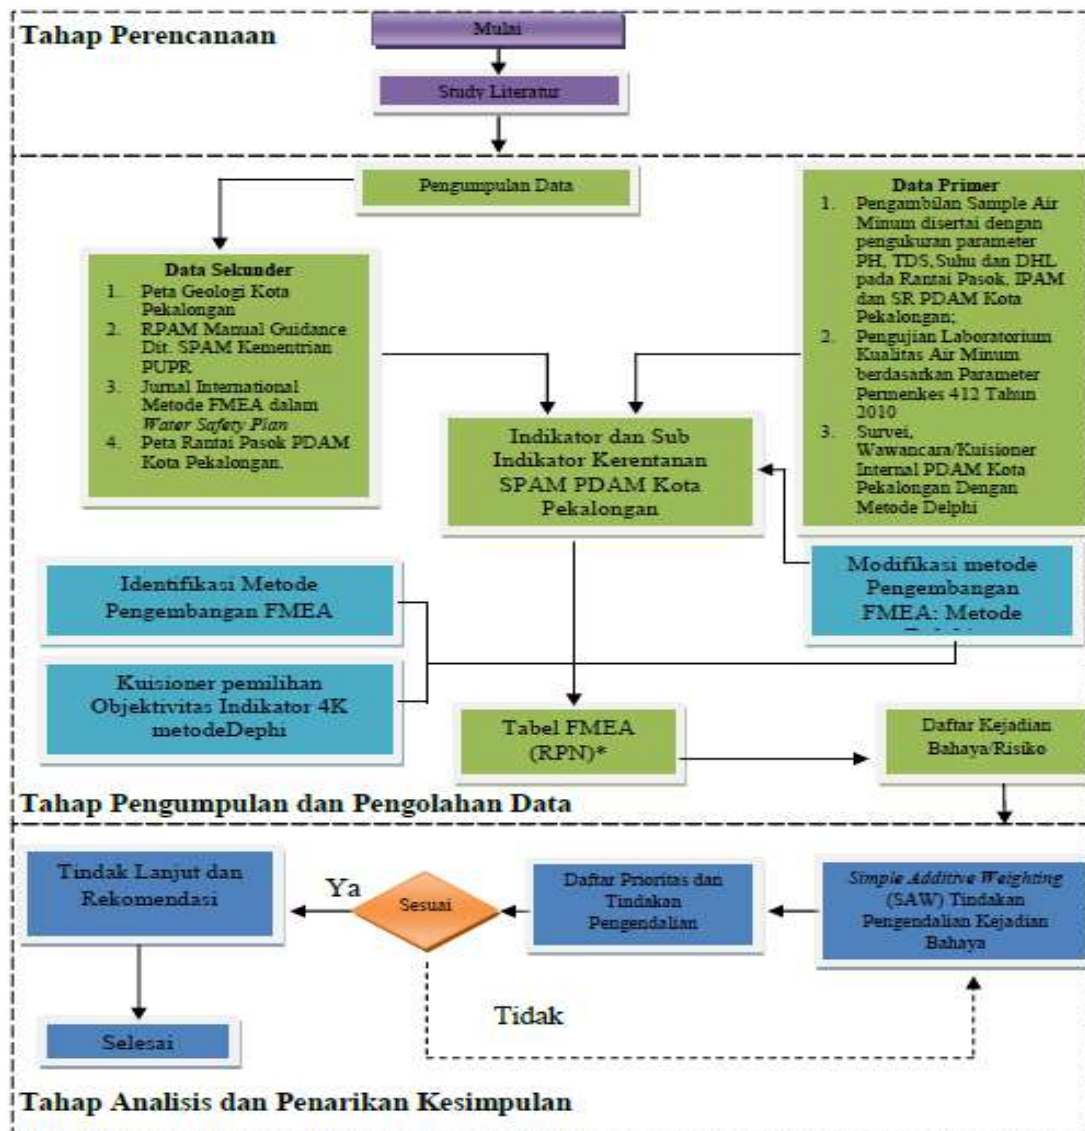 Tahap Perencanaan
Mulai
Study Literatur
Pengumpulan Data
Data Sekunder
1. Peta Geologi Kota
Pekalongan
2. RPAM Manual Guidance
Dit. SPAM Kementrian
PUPR
3. Jurnal International
Metode FMEA dalam
Water Safety Plan
4. Peta Rantai Pasok PDAM
Kota Pekalongan.
Data Primer
1. Pengambilan Sample Air
Minum disertai dengan
pengukuran parameter
PH, TDS,Suhu dan DHL
pada Rantai Pasok, IPAM
dan SR PDAM Kota
Pekalongan;
2. Pengujian Laboratorium
Kualitas Air Minum
berdasarkan Parameter
Permenkes 412 Tahun
2010
3. Survei,
Wawancara/Kuisioner
Internal PDAM Kota
Pekalongan Dengan
Metode Delphi
Indikator dan Sub
Indikator Kerentanan
SPAM PDAM Kota
Pekalongan
Identifikasi Metode
Pengembangan FMEA
Modifikasi metode
Pengembangan
FMEA: Metode
Kuisioner pemilihan
Objektivitas Indikator 4K
metodeDephi
Tabel FMEA
(RPN)*
Daftar Kejadian
Bahaya/Risiko
Tahap Pengumpulan dan Pengolahan Data
Tindak Lanjut dan
Rekomendasi
Ya
Sesuai
Daftar Prioritas dan
Tindakan
Pengendalian
Simple Additive Weighting
(SAW) Tindakan
Pengendalian Kejadian
Bahaya
Tidak
Selesai
Tahap Analisis dan Penarikan Kesimpulan